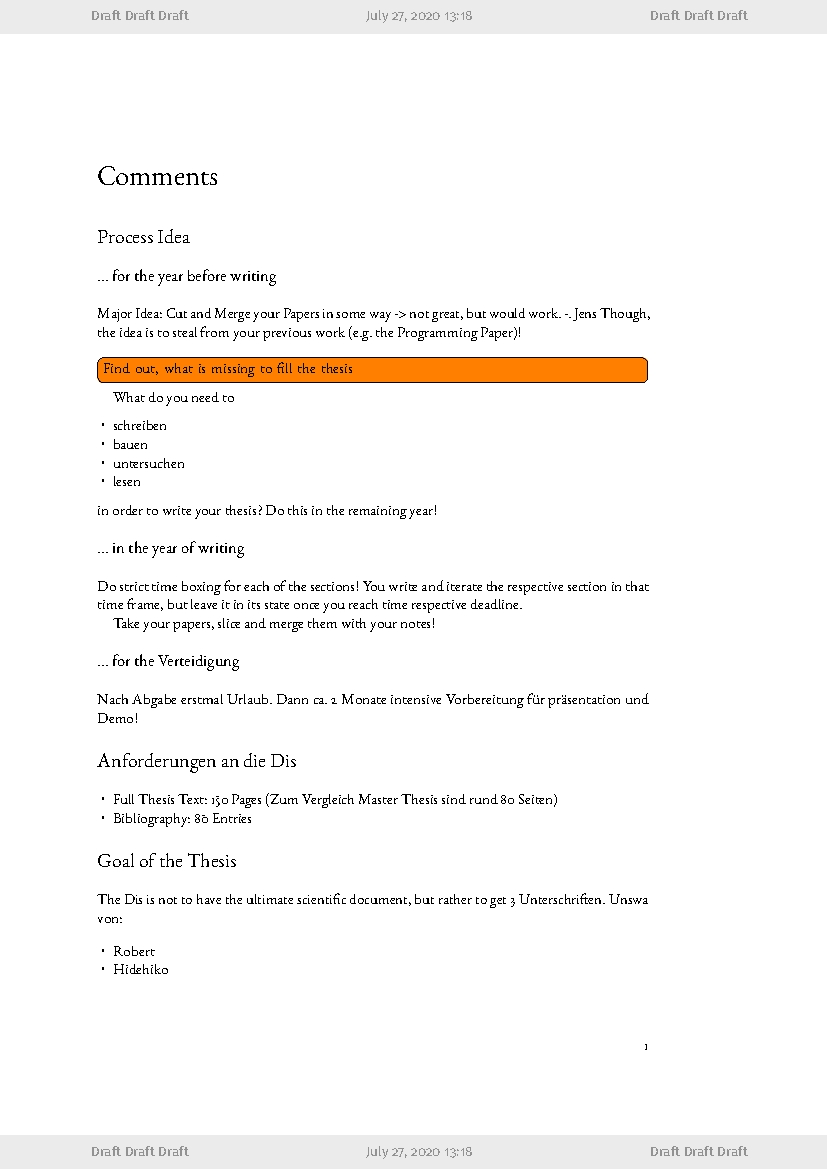 Draft Draft Draft July 27, 2020 13:18 Draft Draft Draft
Comments
Process Idea
... for the year before writing
Major Idea: Cut and Merge your Papers in some way -> not great, but would work. -. Jens Though,
the idea is to steal from your previous work (e.g. the Programming Paper)!
Find out, what is missing to fill the thesis
What do you need to
• schreiben
• bauen
• untersuchen
• lesen
in order to write your thesis? Do this in the remaining year!
... in the year of writing
Do strict time boxing for each of the sections! You write and iterate the respective section in that
time frame, but leave it in its state once you reach time respective deadline.
Take your papers, slice and merge them with your notes!
... for the Verteidigung
Nach Abgabe erstmal Urlaub. Dann ca. 2 Monate intensive Vorbereitung für präsentation und
Demo!
Anforderungen an die Dis
• Full Thesis Text: 150 Pages (Zum Vergleich Master Thesis sind rund 80 Seiten)
• Bibliography: 80 Entries
Goal of the Thesis
The Dis is not to have the ultimate scientific document, but rather to get 3 Unterschriften. Unswa
von:
• Robert
• Hidehiko
1
Draft Draft Draft July 27, 2020 13:18 Draft Draft Draft